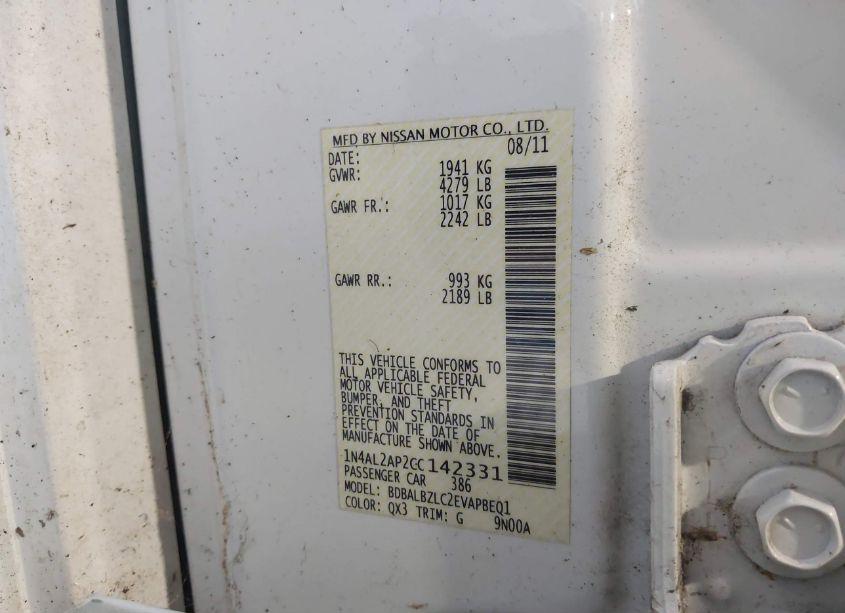 MFD BY NISSAN MOTOR CO., LTD.
DATE: 08/11
GVWR: 1941 KG
4279 LB
GAWR FR.: 1017 KG
2242 LB
GAWR RR.: 993 KG
2189 LB
THIS VEHICLE CONFORMS TO
ALL APPLICABLE FEDERAL
MOTOR VEHICLE SAFETY,
BUMPER, AND THEFT
PREVENTION STANDARDS IN
EFFECT ON THE DATE OF
MANUFACTURE SHOWN ABOVE.
1N4AL2AP2CC142331
PASSENGER CAR 386
MODEL: BDBALBZLC2EVAPBEQ1
COLOR: QX3 TRIM: G 9N00A